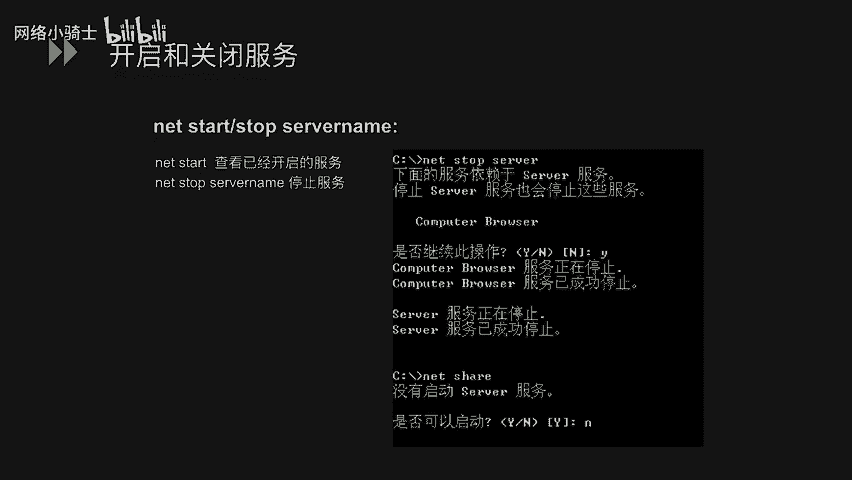 网络小骑士 bilibili
开启和关闭服务
net start/stop servername:
net start 查看已经开启的服务
net stop servername 停止服务
C:\>net stop server
下面的服务依赖于 Server 服务。
停止 Server 服务也会停止这些服务。
Computer Browser
是否继续此操作? (Y/N) [N]: y
Computer Browser 服务正在停止.
Computer Browser 服务已成功停止。
Server 服务正在停止.
Server 服务已成功停止。
C:\>net share
没有启动 Server 服务。
是否可以启动? (Y/N) [Y]: n